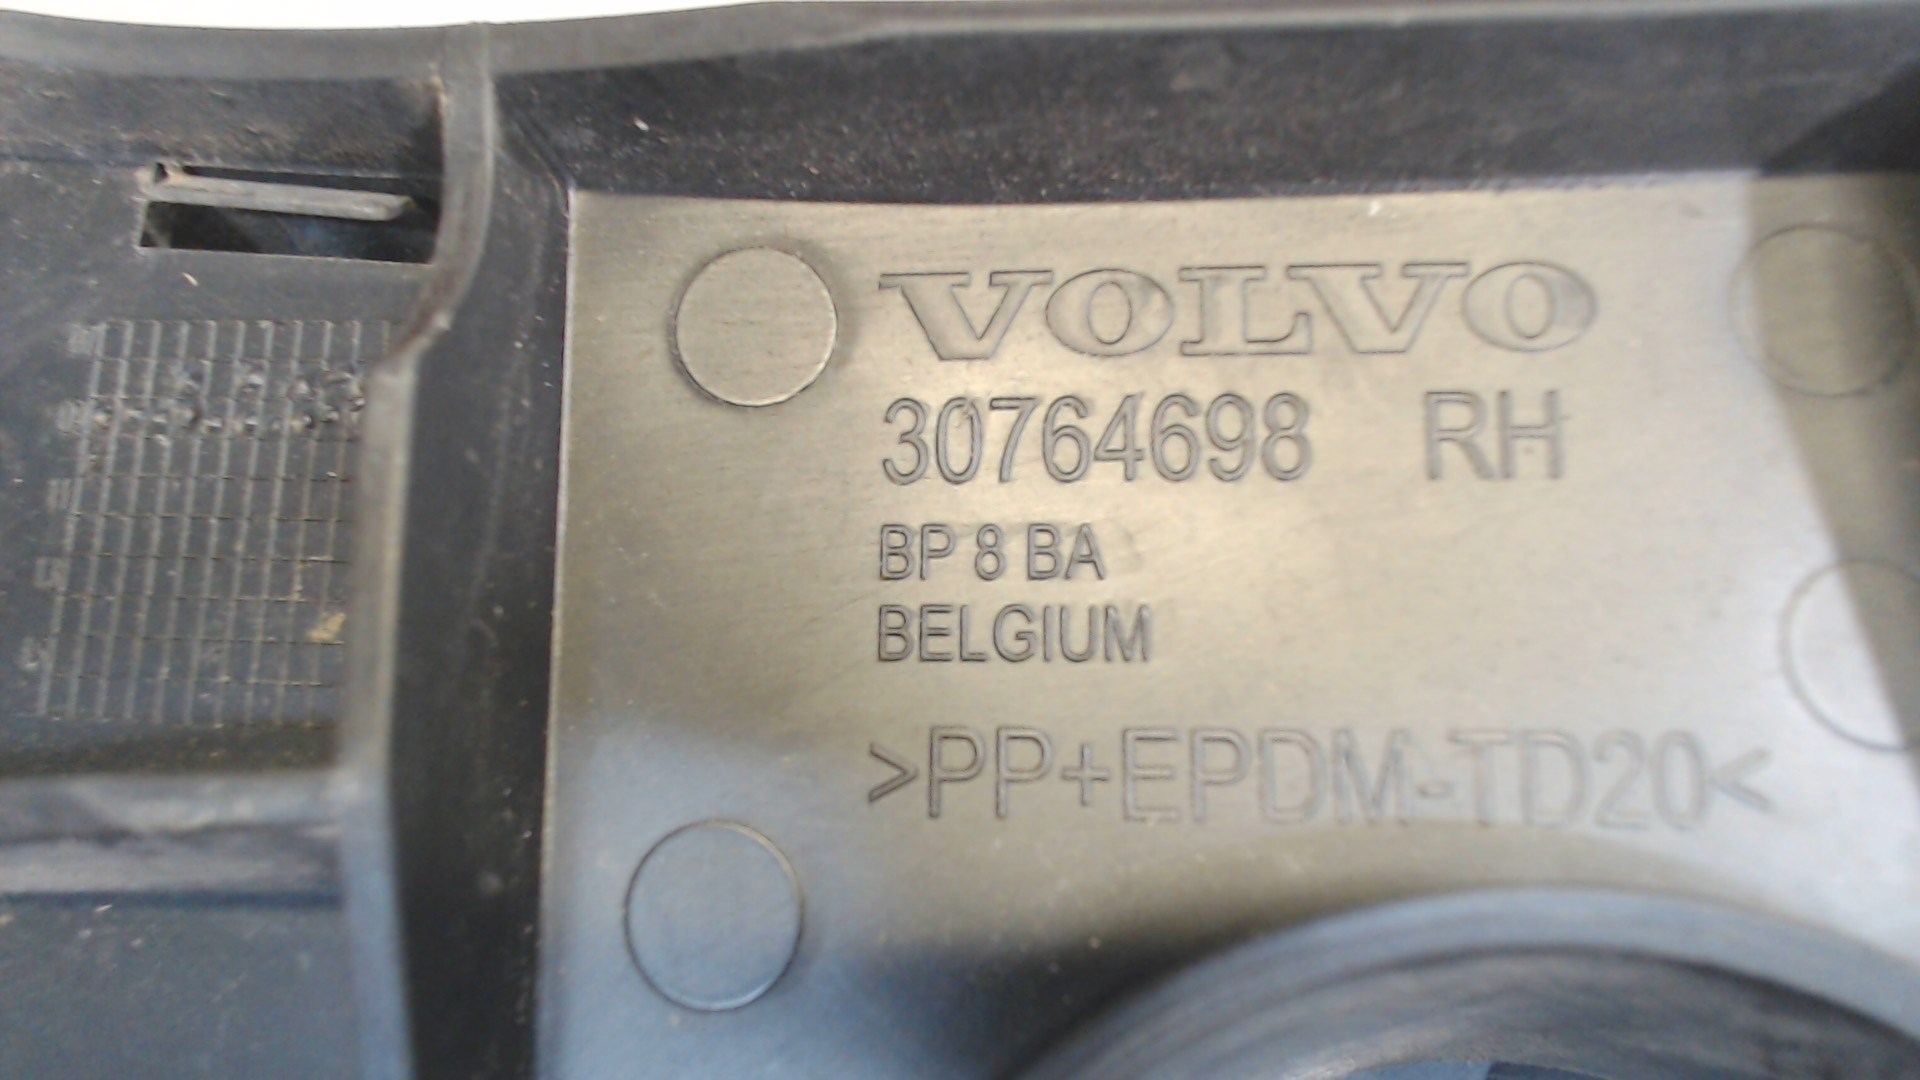 VOLVO
30764698 RH
BP 8 BA
BELGIUM
>PP+EPDM-TD20<